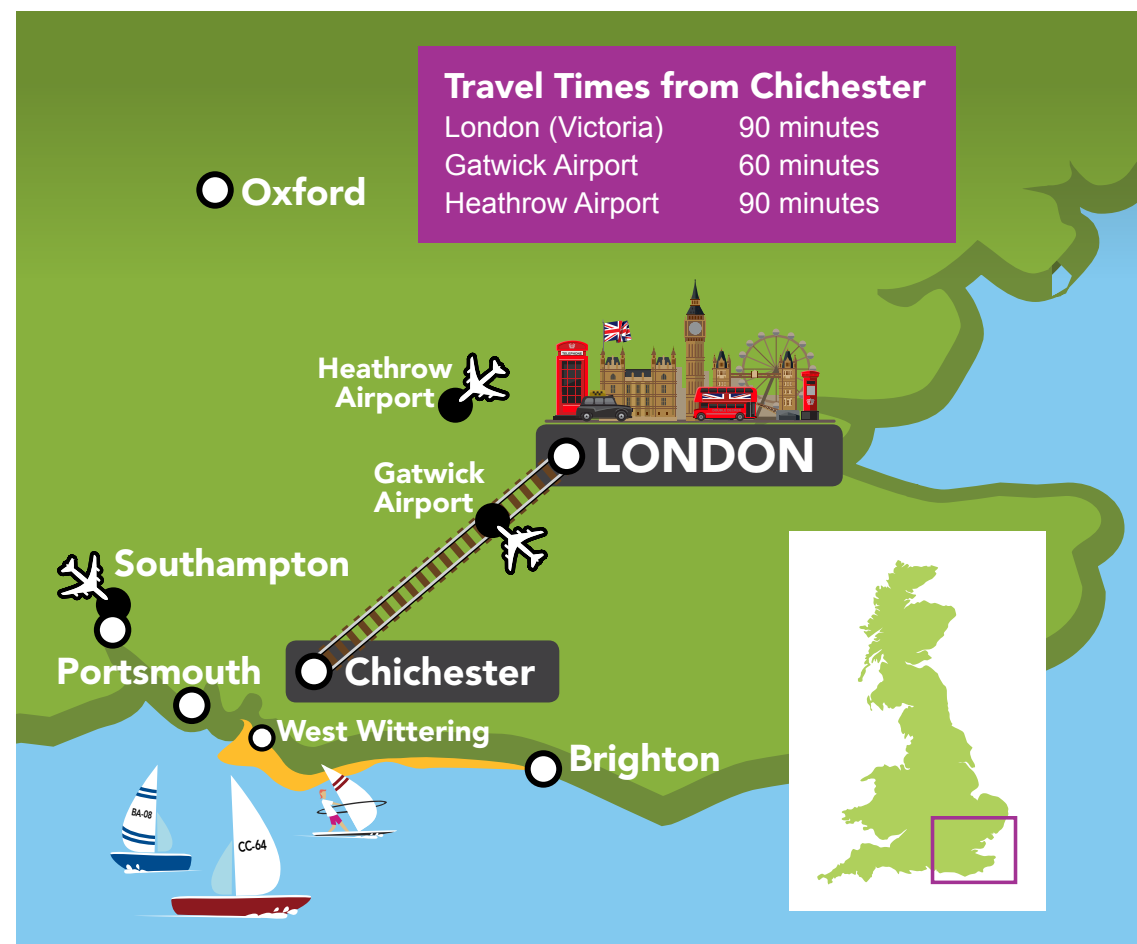 Travel Times from Chichester
London (Victoria) 90 minutes
Gatwick Airport 60 minutes
Heathrow Airport 90 minutes
Oxford
Heathrow
Airport
TELEPHONE
LONDON
Gatwick
Airport
Southampton
Portsmouth
Chichester
West Wittering
Brighton
BA-08
CC-64